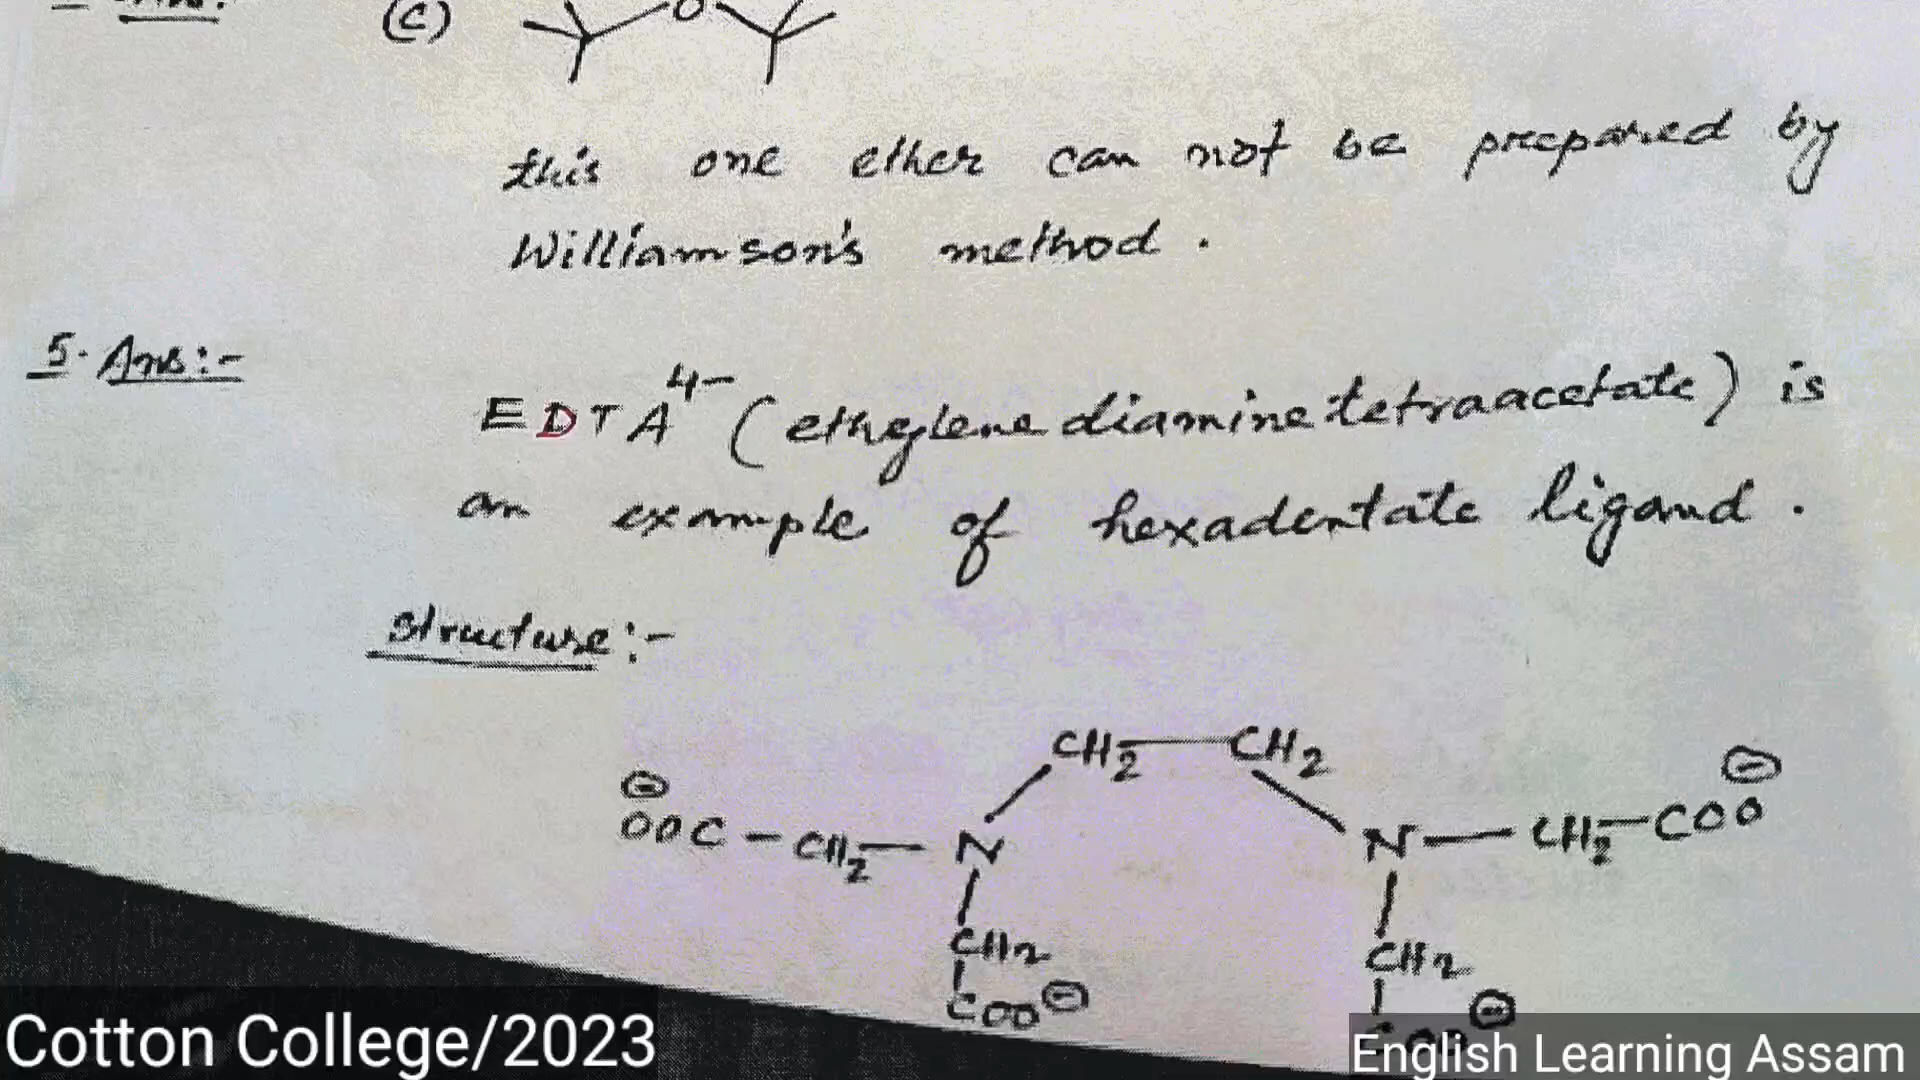 (C)
O
this one ether can not be prepared by
Williamson's method.
5. Ans:-
EDTA⁴⁻ (ethylene diamine tetraacetate) is
an example of hexadentate ligand.
structure:-
CH₂—CH₂
⊖OOC – CH₂ – N
N – CH₂ – COO⊖
CH₂ CH₂
COO⊖ COO⊖
Cotton College/2023
English Learning Assam